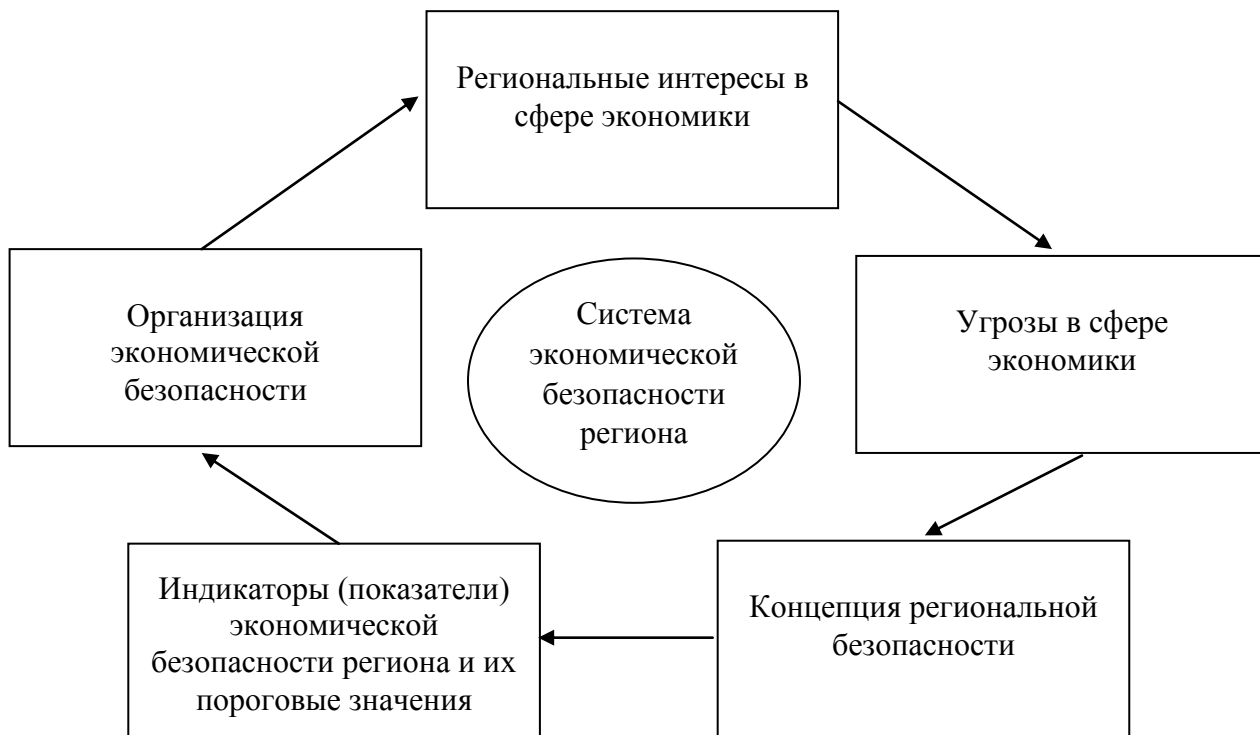 Региональные интересы в
сфере экономики
Организация
экономической
безопасности
Система
экономической
безопасности
региона
Угрозы в сфере
экономики
Индикаторы (показатели)
экономической
безопасности региона и их
пороговые значения
Концепция региональной
безопасности